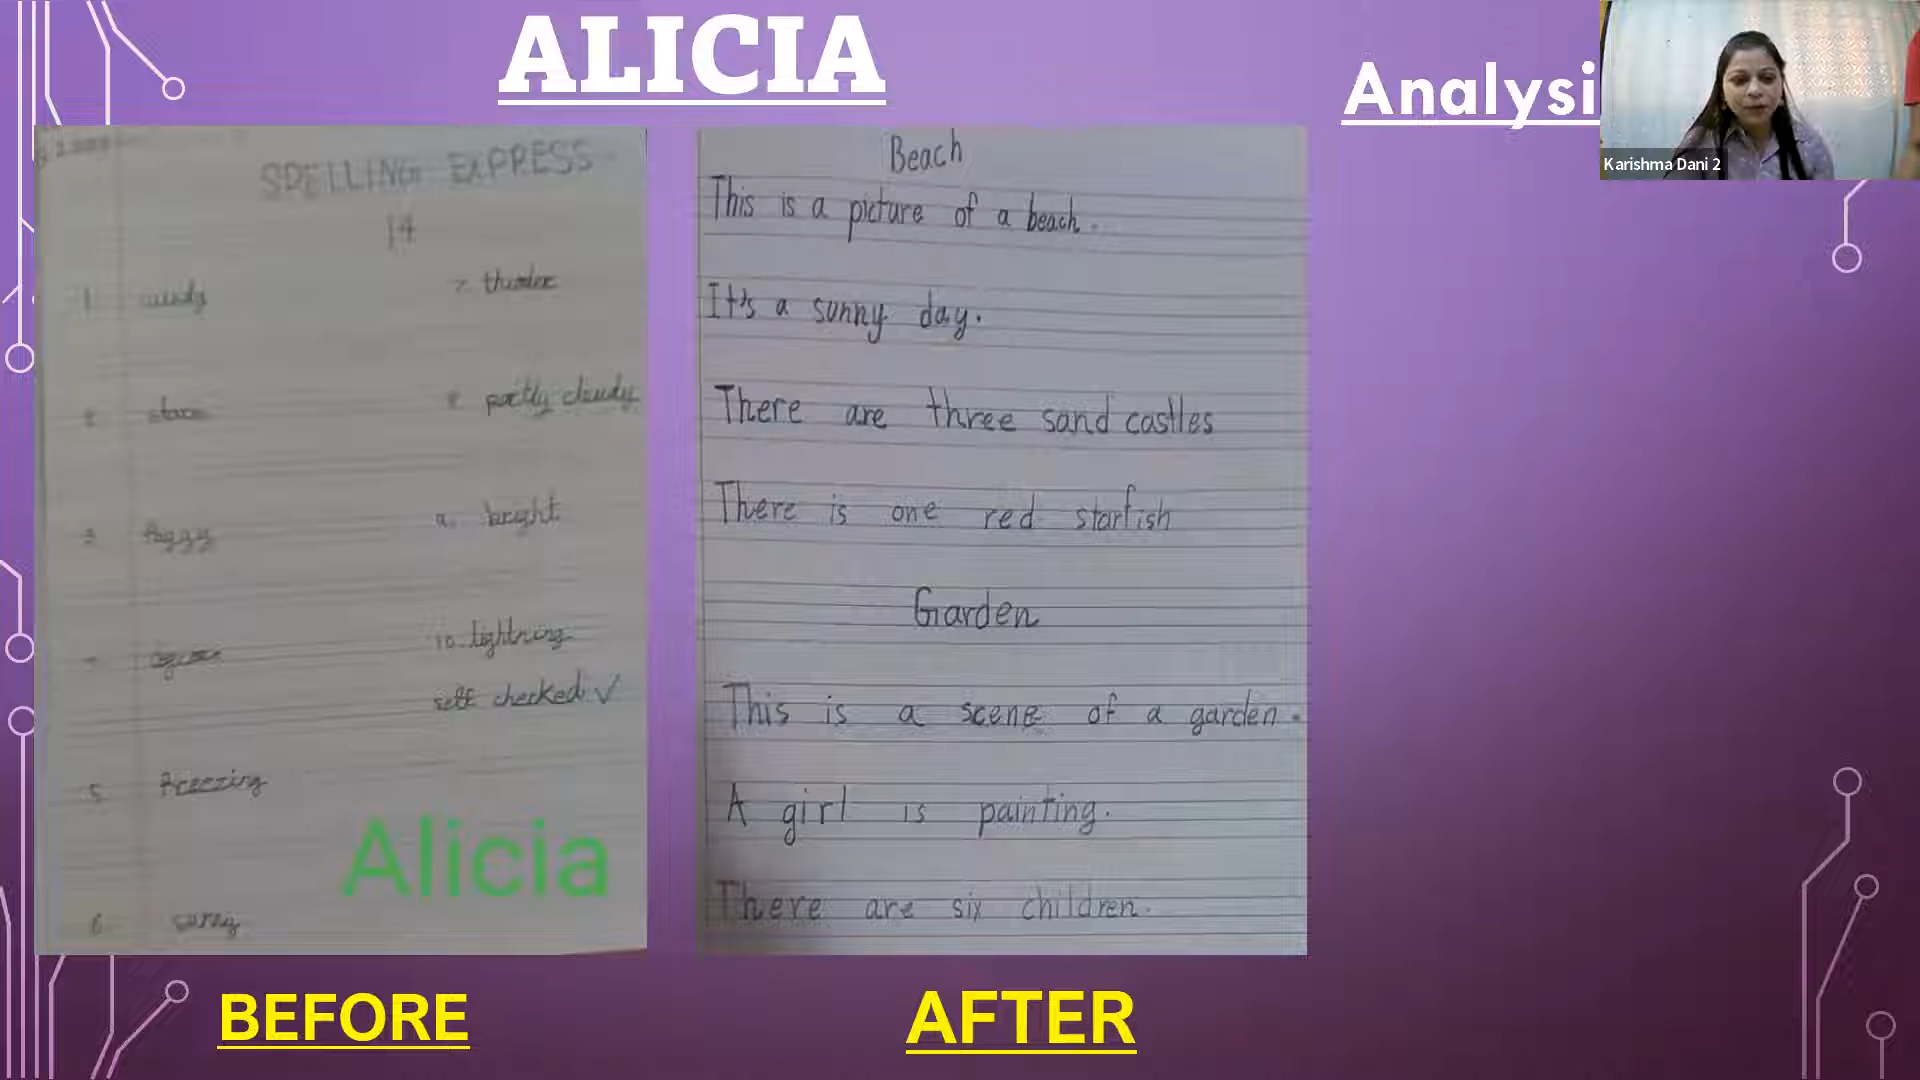 ALICIA
Analysi
Karishma Dani 2
SPELLING EXPRESS
14
1 windy
2
3 foggy
5 freezing
6 sunny
7.
8. partly cloudy
9. bright
10. lightning
self checked ✓
Alicia
Beach
This is a picture of a beach.
It's a sunny day.
There are three sand castles
There is one red starfish
Garden
This is a scene of a garden.
A girl is painting.
There are six children.
BEFORE
AFTER